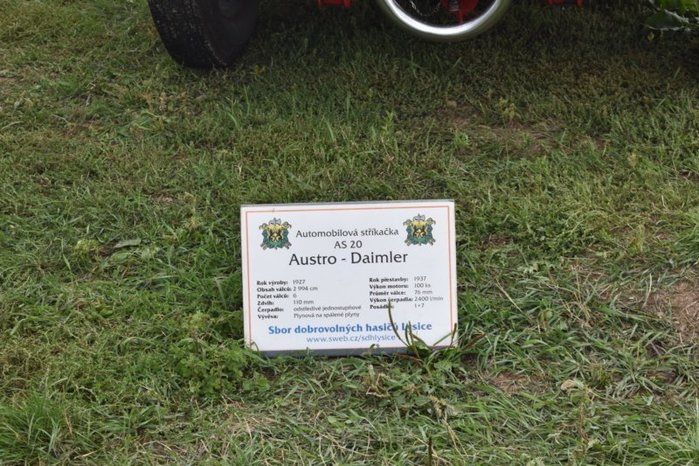 Automobilová stříkačka
AS 20
Austro - Daimler
Rok výroby: 1927
Obsah válců: 2 994 cm
Počet válců: 6
Zdvih: 110 mm
Čerpadlo: odstředivé jednostupňové
Vývěva: Plynová na spálené plyny
Rok přestavby: 1937
Výkon motoru: 100 ks
Průměr válce: 76 mm
Výkon čerpadla: 2400 l/min
Posádka: 1+7
Sbor dobrovolných hasičů Lysice
www.sweb.cz/sdhlysice